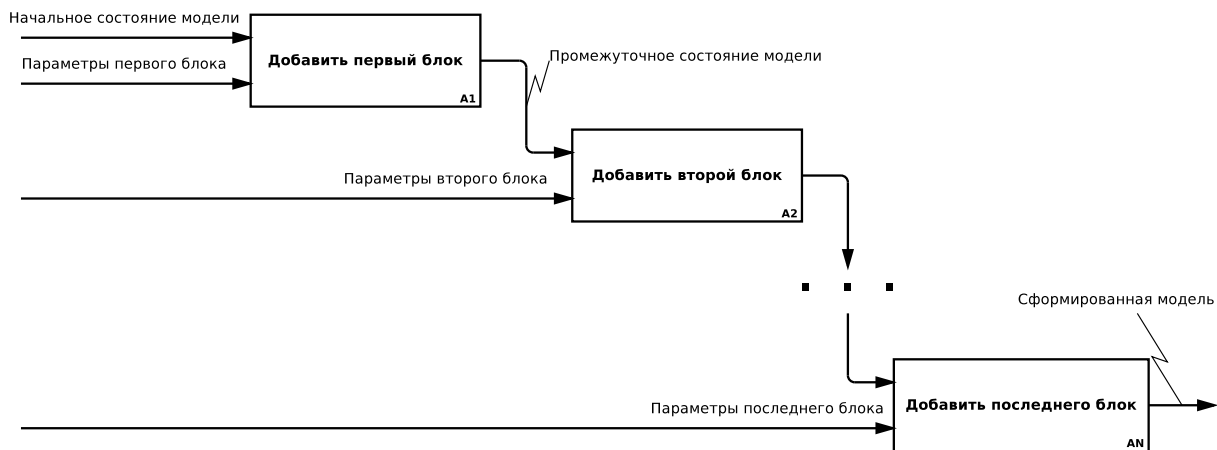 Начальное состояние модели
Параметры первого блока
Добавить первый блок
A1
Промежуточное состояние модели
Параметры второго блока
Добавить второй блок
A2
Сформированная модель
Параметры последнего блока
Добавить последнего блок
AN